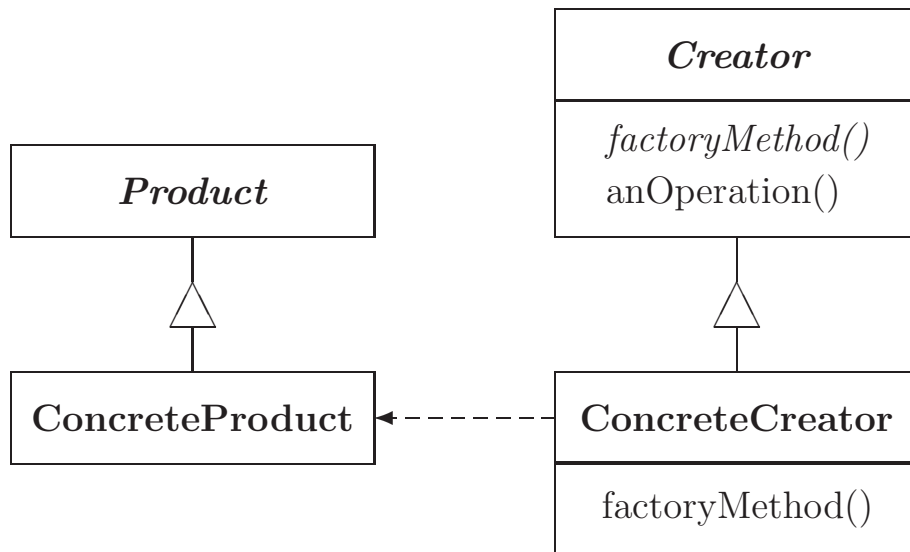 Creator
factoryMethod()
anOperation()
Product
ConcreteProduct
ConcreteCreator
factoryMethod()